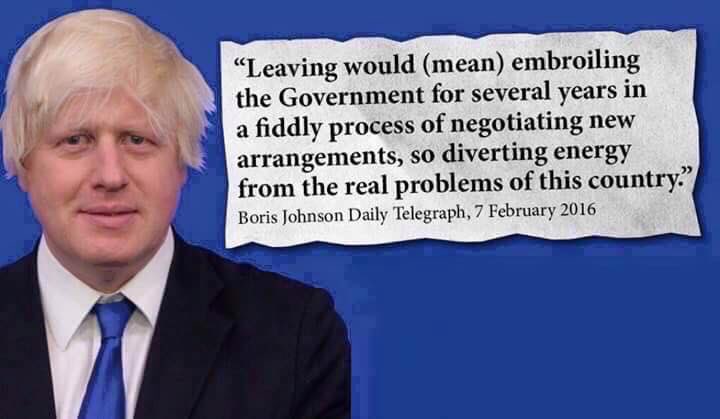 “Leaving would (mean) embroiling
the Government for several years in
a fiddly process of negotiating new
arrangements, so diverting energy
from the real problems of this country.”
Boris Johnson Daily Telegraph, 7 February 2016